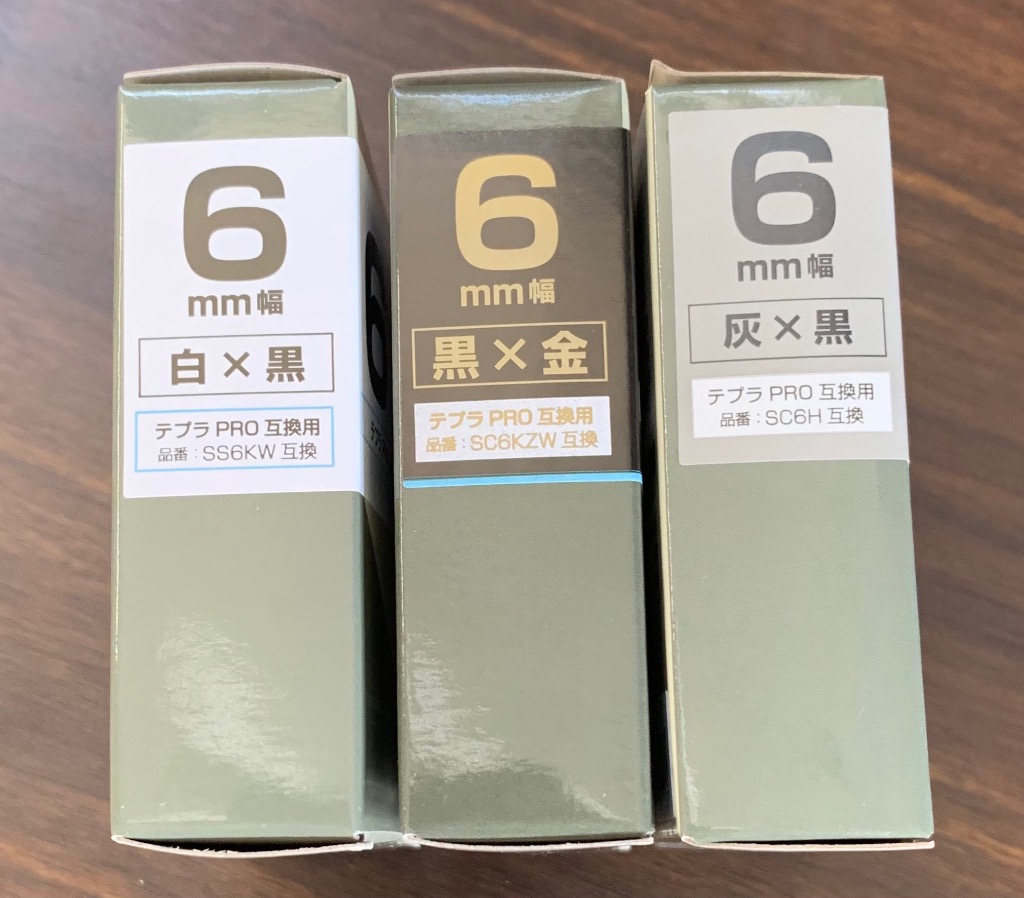 6
mm幅
白×黒
テプラ PRO 互換用
品番：SS6KW 互換
6
mm幅
黒×金
テプラ PRO 互換用
品番：SC6KZW 互換
6
mm幅
灰×黒
テプラ PRO 互換用
品番：SC6H 互換